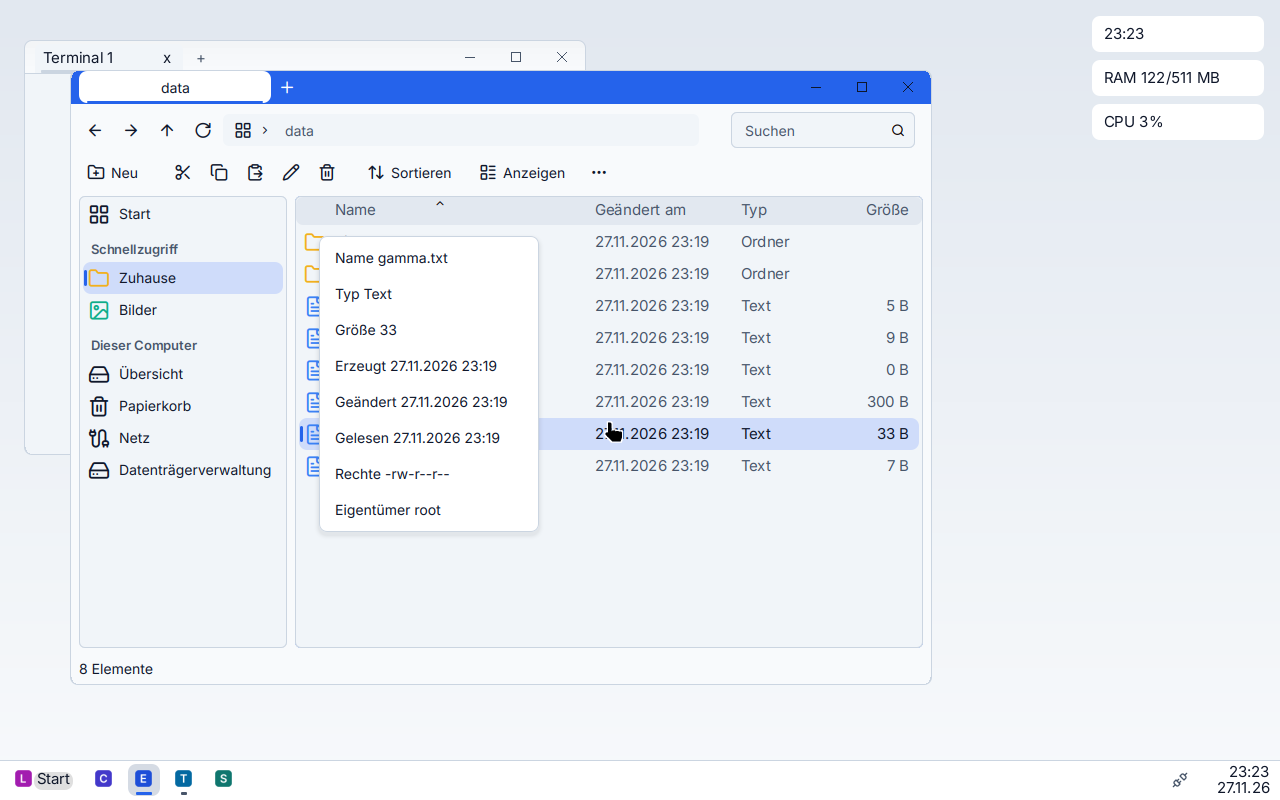 Terminal 1 x +
23:23
RAM 122/511 MB
CPU 3%
data
data
Suchen
Neu
Sortieren
Anzeigen
Start
Schnellzugriff
Zuhause
Bilder
Dieser Computer
Übersicht
Papierkorb
Netz
Datenträgerverwaltung
Name Geändert am Typ Größe
27.11.2026 23:19 Ordner
27.11.2026 23:19 Ordner
27.11.2026 23:19 Text 5 B
27.11.2026 23:19 Text 9 B
27.11.2026 23:19 Text 0 B
27.11.2026 23:19 Text 300 B
27.11.2026 23:19 Text 33 B
27.11.2026 23:19 Text 7 B
Name gamma.txt
Typ Text
Größe 33
Erzeugt 27.11.2026 23:19
Geändert 27.11.2026 23:19
Gelesen 27.11.2026 23:19
Rechte -rw-r--r--
Eigentümer root
8 Elemente
L Start C E T S
23:23
27.11.26